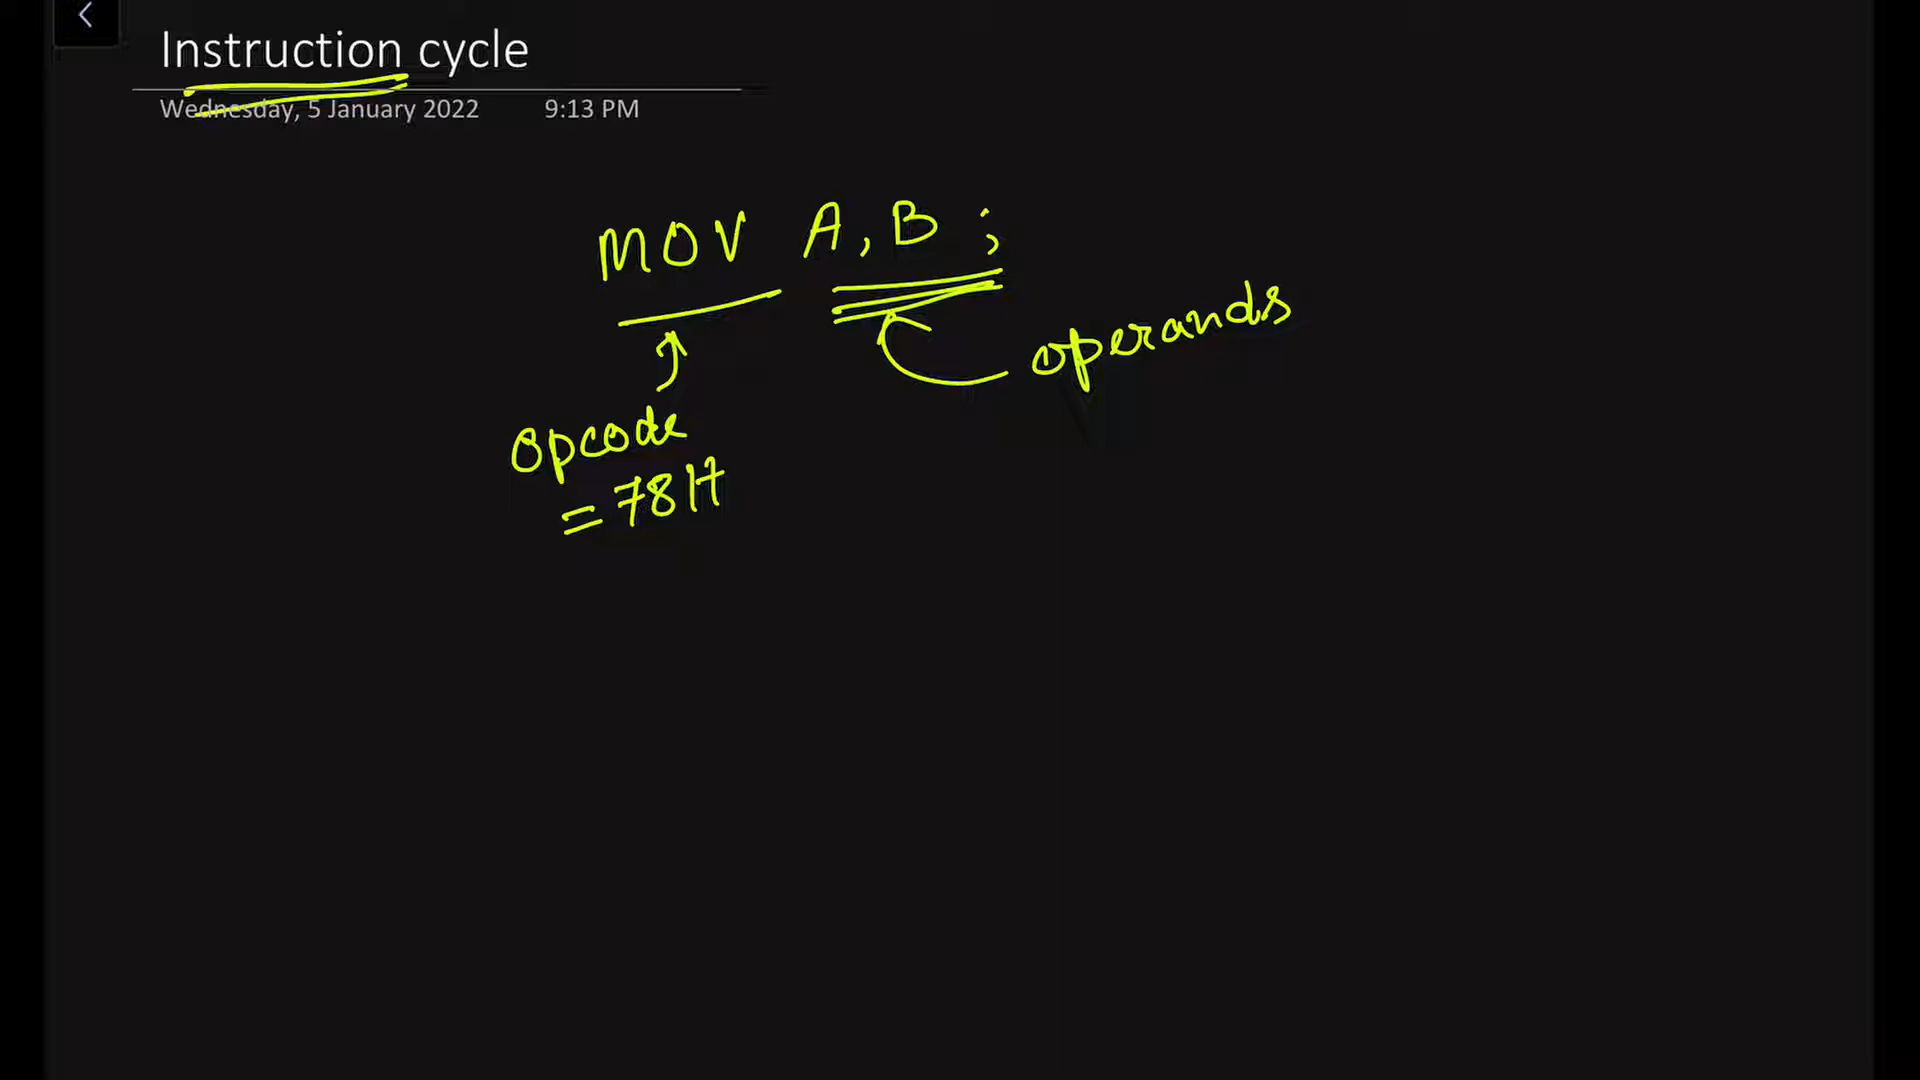 Instruction cycle
Wednesday, 5 January 2022 9:13 PM
MOV A, B ;
operands
opcode
= 78H